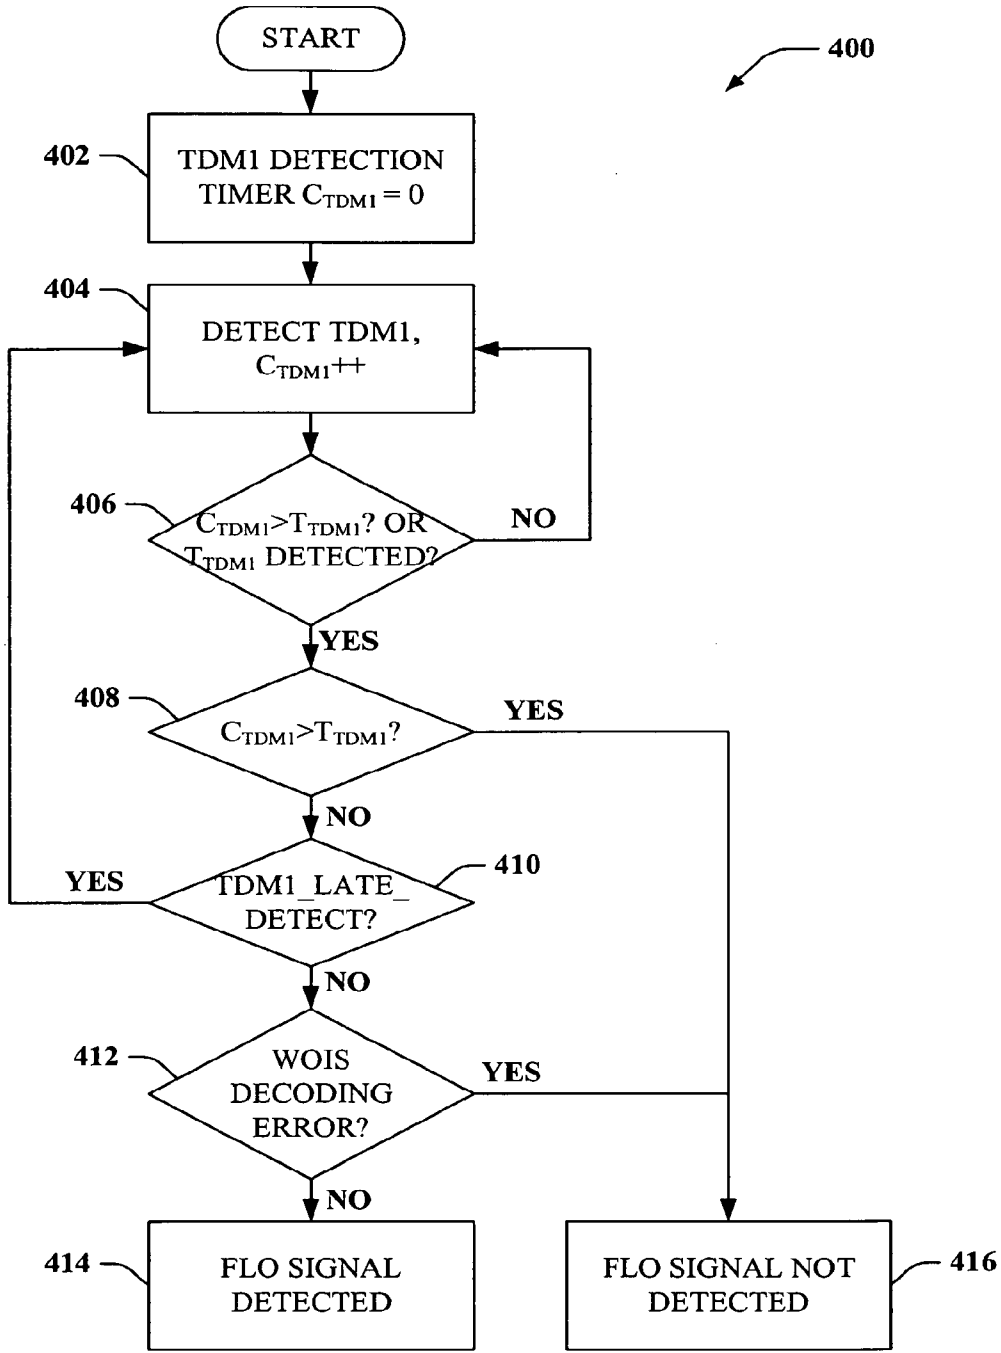 START
400
402
TDM1 DETECTION
TIMER CTDM1 = 0
404
DETECT TDM1,
CTDM1++
406
CTDM1>TTDM1? OR
TTDM1 DETECTED?
NO
YES
408
CTDM1>TTDM1?
YES
NO
410
YES
TDM1_LATE_
DETECT?
NO
412
WOIS
DECODING
ERROR?
YES
NO
414
FLO SIGNAL
DETECTED
FLO SIGNAL NOT
DETECTED
416